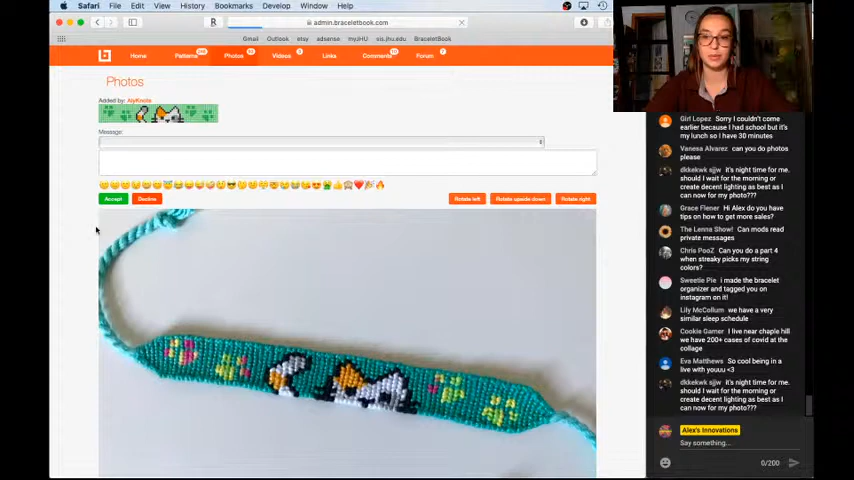 Safari File Edit View History Bookmarks Develop Window Help
admin.braceletbook.com
Gmail Outlook etsy adsense myJHU sis.jhu.edu BraceletBook
Home Patterns Photos Videos Links Comments Forum
Photos
Added by: AlyKnots
Message:
Accept Decline Rotate left Rotate upside down Rotate right
Girl Lopez Sorry I couldn't come
earlier because I had school but it's
my lunch so I have 30 minutes
Vanesa Alvarez can you do photos
please
dkkekwk sjjw it's night time for me.
should I wait for the morning or
create decent lighting as best as I
can now for my photo???
Grace Flener Hi Alex do you have
tips on how to get more sales?
The Lenna Show! Can mods read
private messages
Chris PooZ Can you do a part 4
when streaky picks my string
colors?
Sweetie Pie i made the bracelet
organizer and tagged you on
instagram on it!
Lily McCollum we have a very
similar sleep schedule
Cookie Gamer I live near chaple hill
we have 200+ cases of covid at the
collage
Eva Matthews So cool being in a
live with youuu <3
dkkekwk sjjw it's night time for me.
should I wait for the morning or
create decent lighting as best as I
can now for my photo???
Alex's Innovations
Say something...
0/200